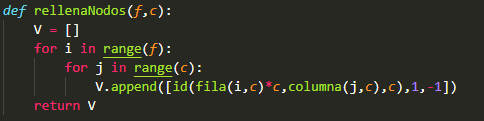 def rellenaNodos(f,c):
    V = []
    for i in range(f):
        for j in range(c):
            V.append([id(fila(i,c)*c,columna(j,c),c),1,-1])
    return V